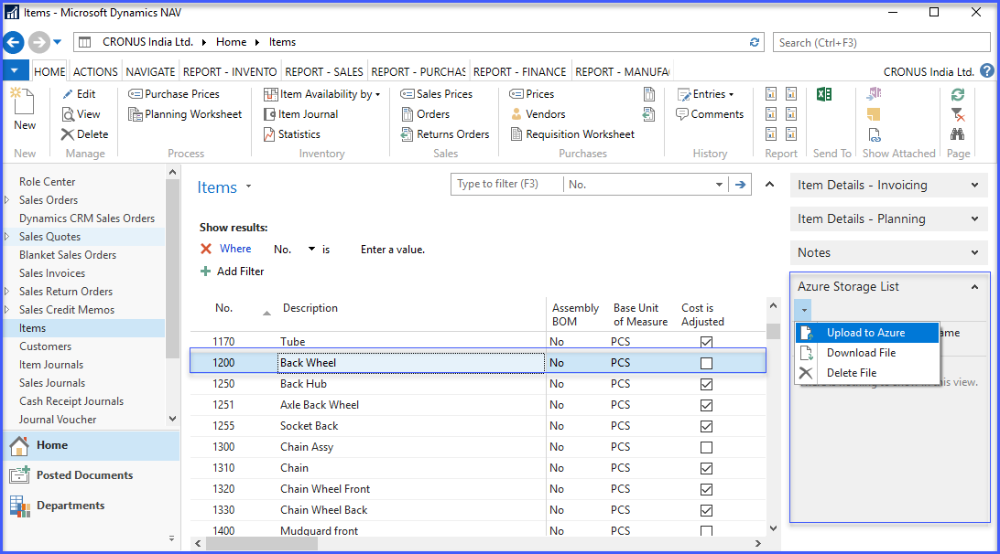 Items - Microsoft Dynamics NAV
CRONUS India Ltd. Home Items
Search (Ctrl+F3)
HOME ACTIONS NAVIGATE REPORT - INVENTO REPORT - SALES REPORT - PURCHAS REPORT - FINANCE REPORT - MANUFA
CRONUS India Ltd.
New
New
Edit
View
Delete
Manage
Purchase Prices
Planning Worksheet
Process
Item Availability by
Item Journal
Statistics
Inventory
Sales Prices
Orders
Returns Orders
Sales
Prices
Vendors
Requisition Worksheet
Purchases
Entries
Comments
History
Report
Send To
Show Attached
Page
Role Center
Sales Orders
Dynamics CRM Sales Orders
Sales Quotes
Blanket Sales Orders
Sales Invoices
Sales Return Orders
Sales Credit Memos
Items
Customers
Item Journals
Sales Journals
Cash Receipt Journals
Journal Voucher
Home
Posted Documents
Departments
Items
Type to filter (F3) No.
Show results:
Where No. is Enter a value.
Add Filter
No. Description Assembly BOM Base Unit of Measure Cost is Adjusted
1170 Tube No PCS
1200 Back Wheel No PCS
1250 Back Hub No PCS
1251 Axle Back Wheel No PCS
1255 Socket Back No PCS
1300 Chain Assy No PCS
1310 Chain No PCS
1320 Chain Wheel Front No PCS
1330 Chain Wheel Back No PCS
1400 Mudguard front No PCS
Item Details - Invoicing
Item Details - Planning
Notes
Azure Storage List
Upload to Azure
Download File
Delete File
ame
this view.